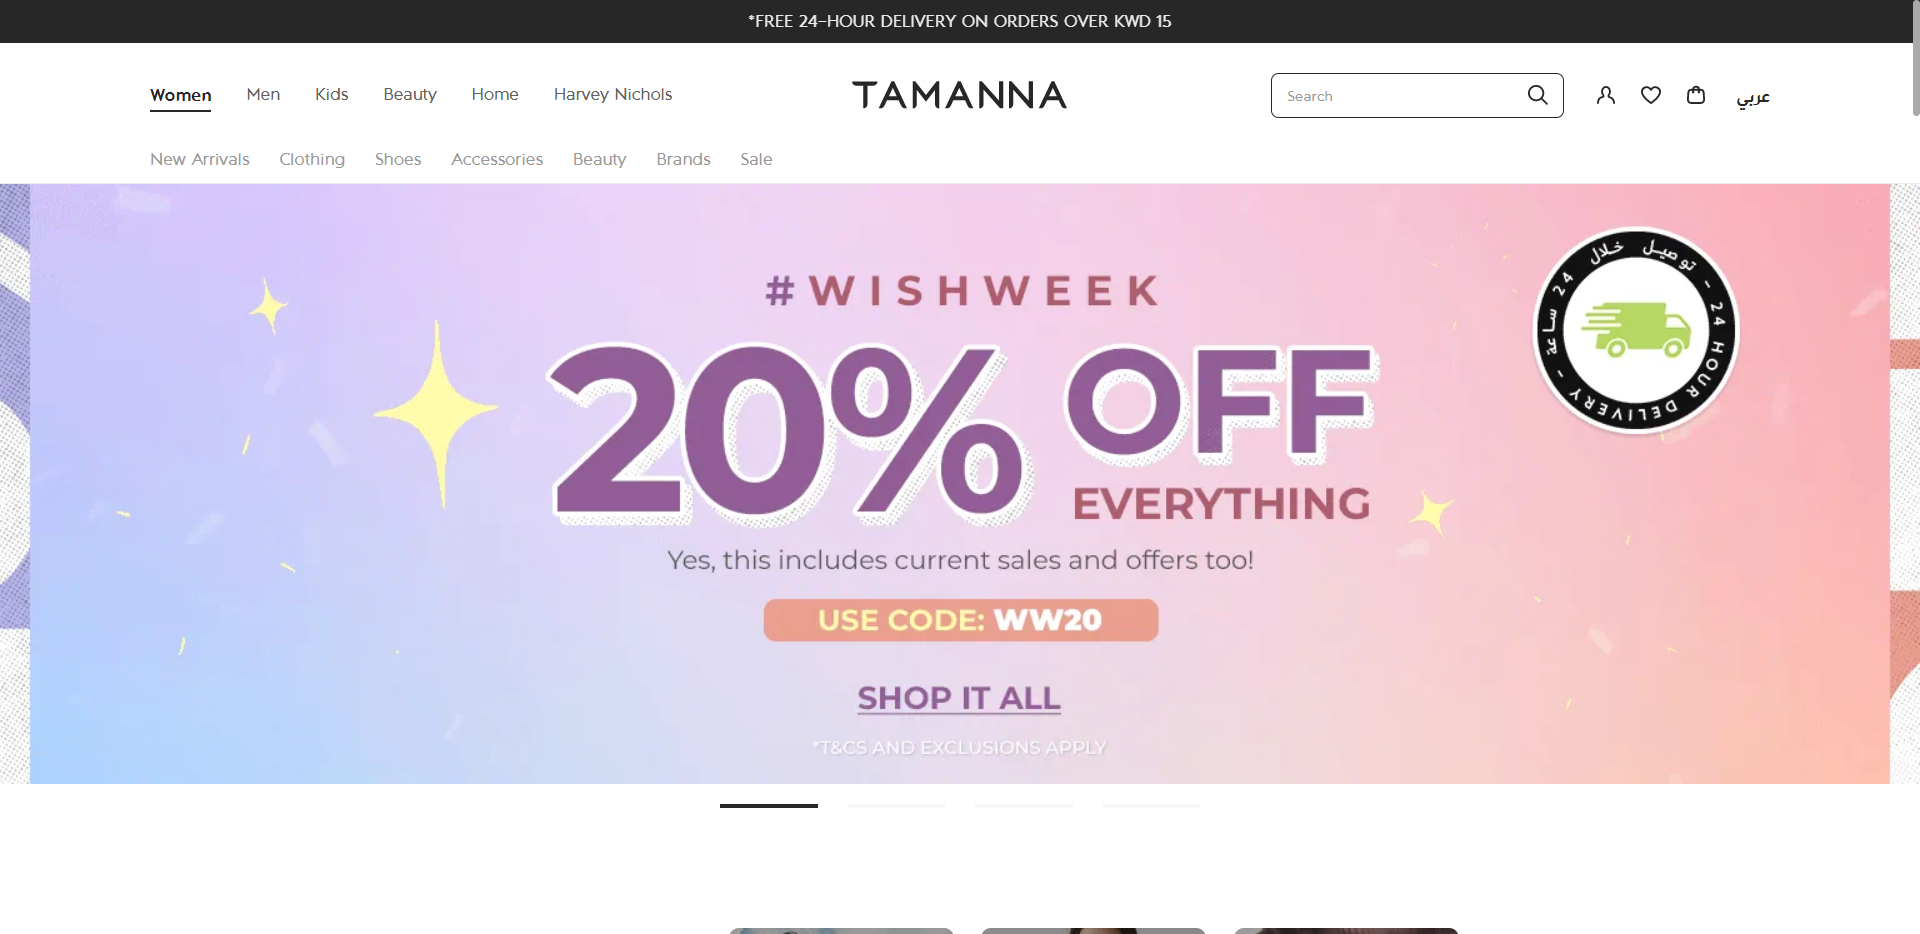 *FREE 24-HOUR DELIVERY ON ORDERS OVER KWD 15
Women Men Kids Beauty Home Harvey Nichols
TAMANNA
Search
عربي
New Arrivals Clothing Shoes Accessories Beauty Brands Sale
#WISHWEEK
20% OFF
EVERYTHING
Yes, this includes current sales and offers too!
USE CODE: WW20
SHOP IT ALL
*T&CS AND EXCLUSIONS APPLY
توصيل خلال 24 ساعة - 24 HOUR DELIVERY -